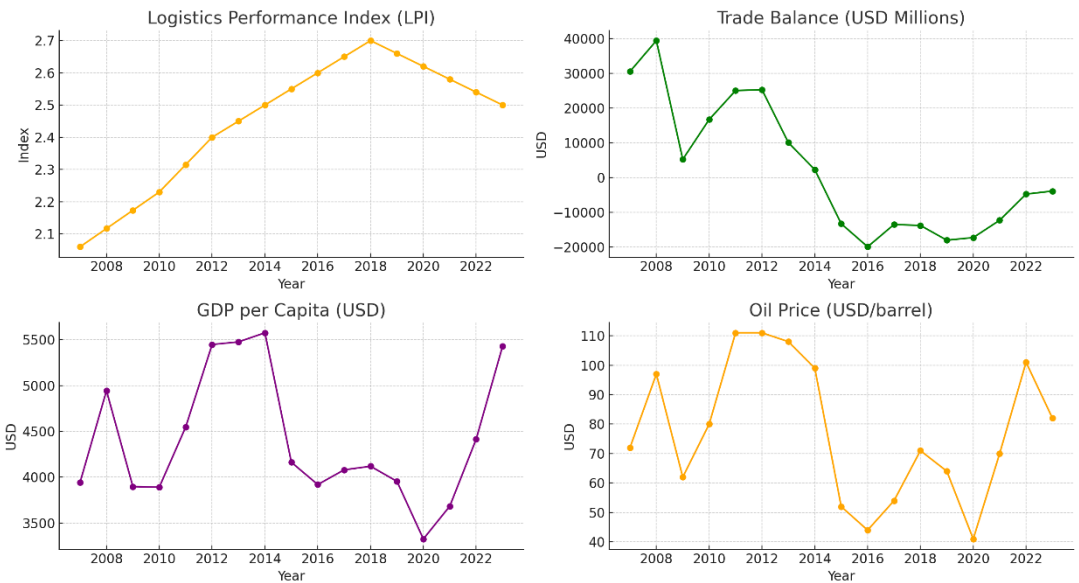 Logistics Performance Index (LPI)
2.7
2.6
2.5
2.4
2.3
2.2
2.1
Index
2008 2010 2012 2014 2016 2018 2020 2022
Year
Trade Balance (USD Millions)
40000
30000
20000
10000
0
−10000
−20000
USD
2008 2010 2012 2014 2016 2018 2020 2022
Year
GDP per Capita (USD)
5500
5000
4500
4000
3500
USD
2008 2010 2012 2014 2016 2018 2020 2022
Year
Oil Price (USD/barrel)
110
100
90
80
70
60
50
40
USD
2008 2010 2012 2014 2016 2018 2020 2022
Year